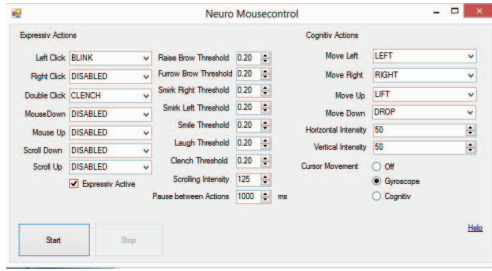 Neuro Mousecontrol
Expressiv Actions
Left Click BLINK
Right Click DISABLED
Double Click CLENCH
MouseDown DISABLED
Mouse Up DISABLED
Scroll Down DISABLED
Scroll Up DISABLED
Expressiv Active
Raise Brow Threshold 0.20
Furrow Brow Threshold 0.20
Smirk Right Threshold 0.20
Smirk Left Threshold 0.20
Smile Threshold 0.20
Laugh Threshold 0.20
Clench Threshold 0.20
Scrolling Intensity 125
Pause between Actions 1000 ms
Cognitiv Actions
Move Left LEFT
Move Right RIGHT
Move Up LIFT
Move Down DROP
Horizontal Intensity 50
Vertical Intensity 50
Cursor Movement Off
Gyroscope
Cognitiv
Start
Stop
Help